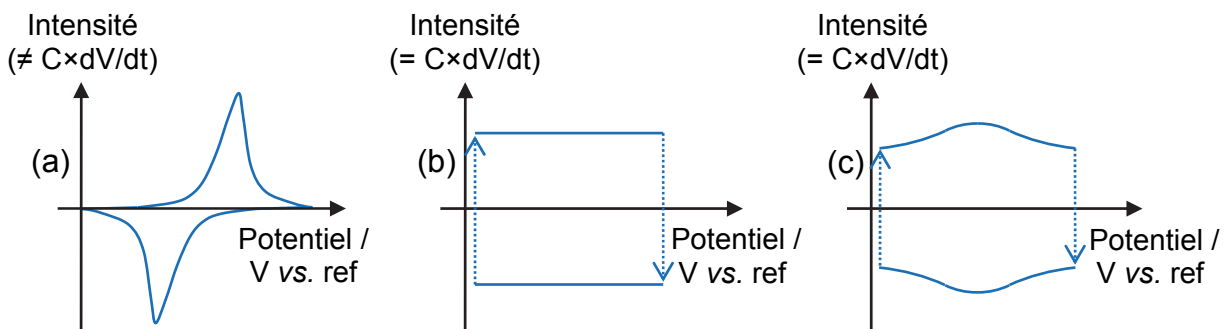 Intensité
(≠ C×dV/dt)
(a)
Potentiel /
V vs. ref
Intensité
(= C×dV/dt)
(b)
Potentiel /
V vs. ref
Intensité
(= C×dV/dt)
(c)
Potentiel /
V vs. ref